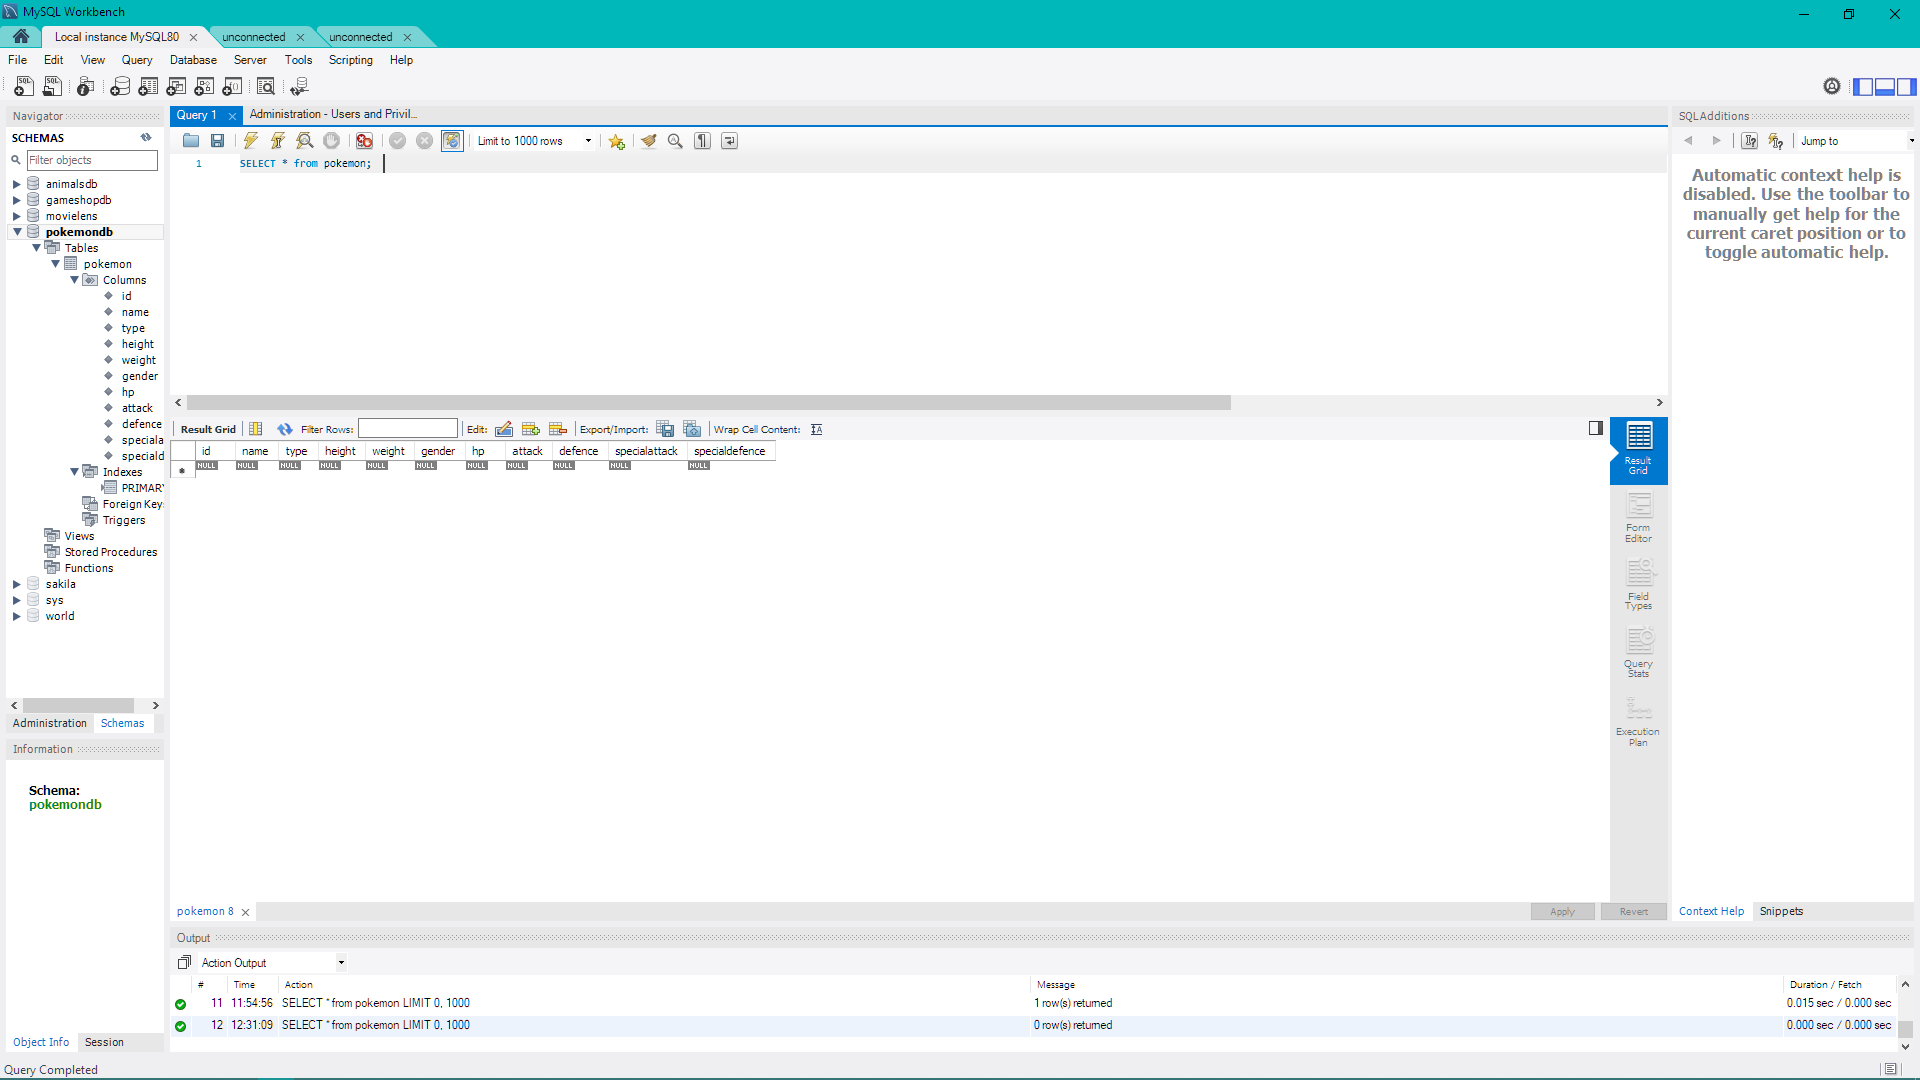 MySQL Workbench
Local instance MySQL80
unconnected
unconnected
File Edit View Query Database Server Tools Scripting Help
Navigator
SCHEMAS
Filter objects
animalsdb
gameshopdb
movielens
pokemondb
Tables
pokemon
Columns
id
name
type
height
weight
gender
hp
attack
defence
speciala
speciald
Indexes
PRIMARY
Foreign Key
Triggers
Views
Stored Procedures
Functions
sakila
sys
world
Administration Schemas
Information
Schema:
pokemondb
Object Info Session
Query Completed
Query 1 Administration - Users and Privil...
Limit to 1000 rows
1 SELECT * from pokemon;
Result Grid Filter Rows: Edit: Export/Import: Wrap Cell Content:
id name type height weight gender hp attack defence specialattack specialdefence
NULL NULL NULL NULL NULL NULL NULL NULL NULL NULL NULL
Result
Grid
Form
Editor
Field
Types
Query
Stats
Execution
Plan
pokemon 8
Apply Revert
SQLAdditions
Jump to
Automatic context help is
disabled. Use the toolbar to
manually get help for the
current caret position or to
toggle automatic help.
Context Help Snippets
Output
Action Output
# Time Action Message Duration / Fetch
11 11:54:56 SELECT * from pokemon LIMIT 0, 1000 1 row(s) returned 0.015 sec / 0.000 sec
12 12:31:09 SELECT * from pokemon LIMIT 0, 1000 0 row(s) returned 0.000 sec / 0.000 sec